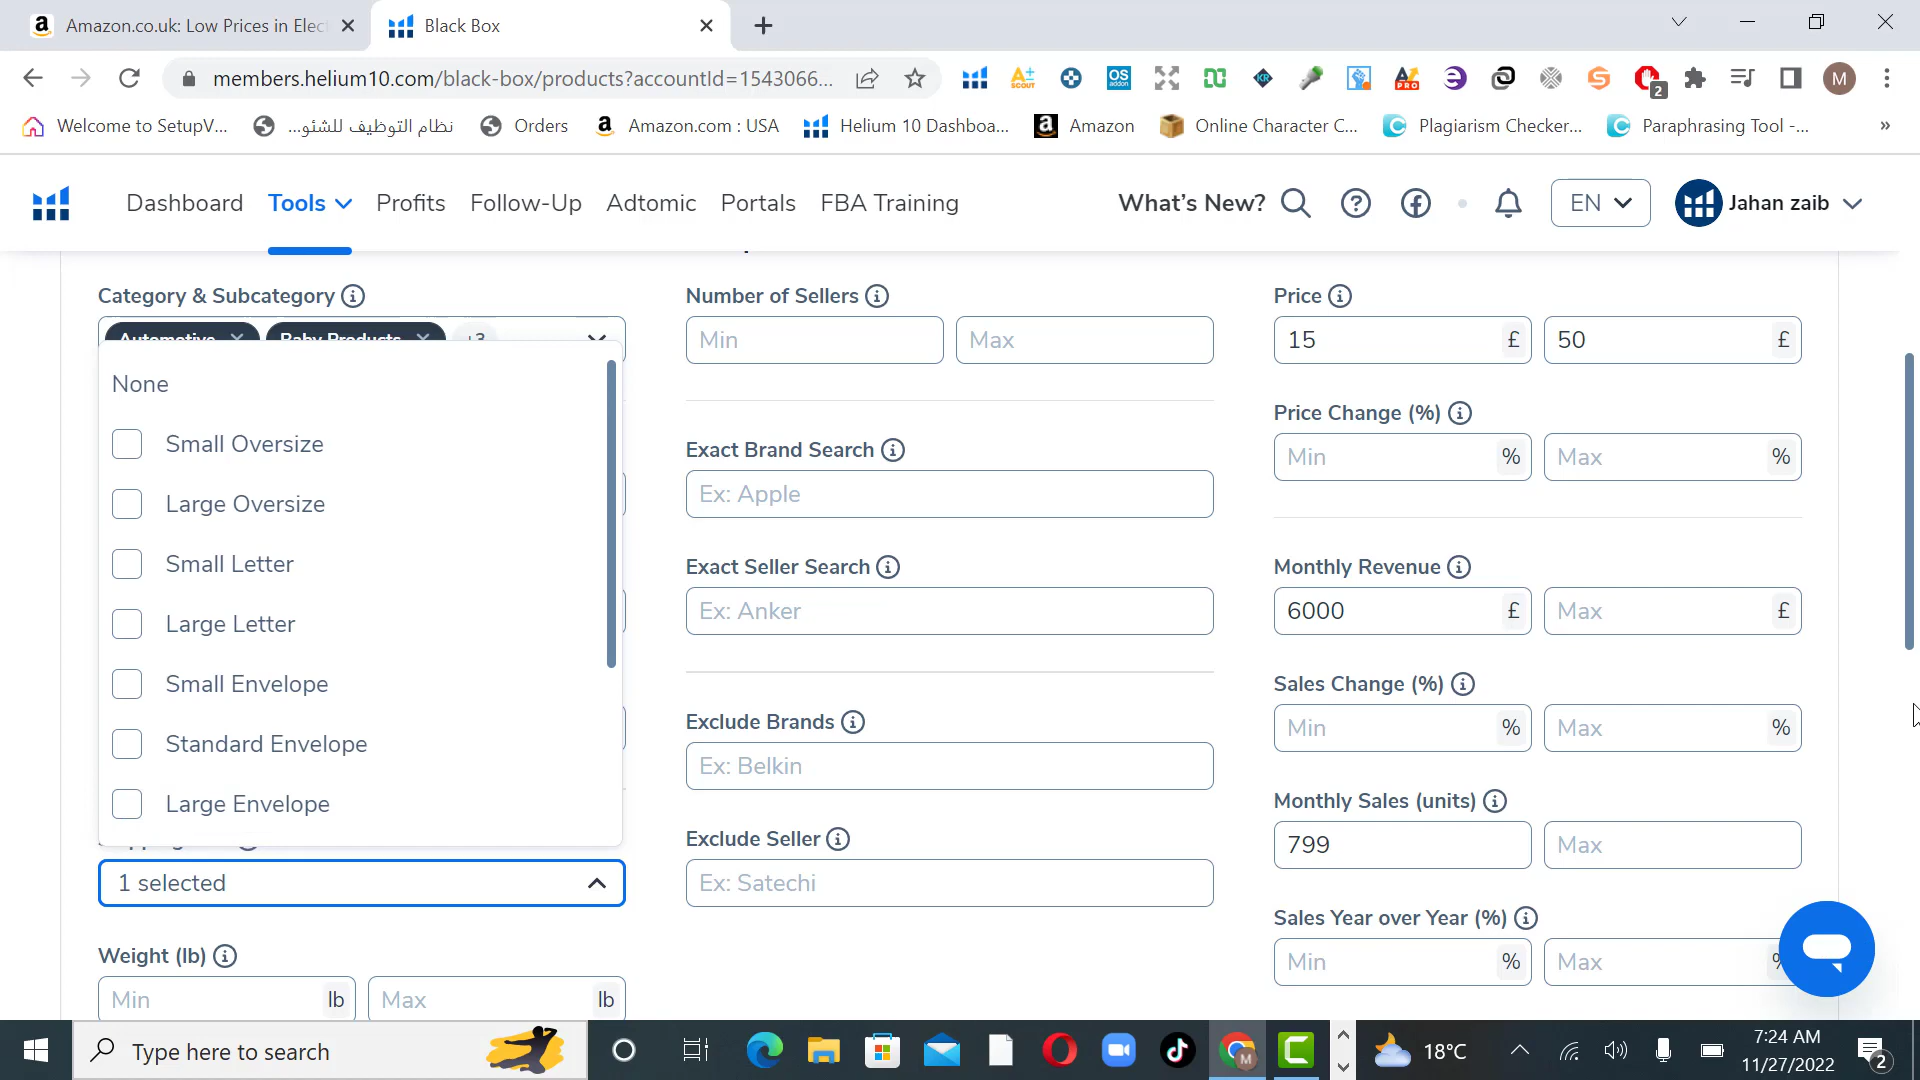 Amazon.co.uk: Low Prices in Elec
Black Box
members.helium10.com/black-box/products?accountId=1543066...
2
M
Welcome to SetupV...
نظام التوظيف للشئو...
Orders
Amazon.com : USA
Helium 10 Dashboa...
Amazon
Online Character C...
Plagiarism Checker...
Paraphrasing Tool -...
»
Dashboard
Tools
Profits
Follow-Up
Adtomic
Portals
FBA Training
What's New?
EN
Jahan zaib
Category & Subcategory
Automotive
Baby Products
+3
None
Small Oversize
Large Oversize
Small Letter
Large Letter
Small Envelope
Standard Envelope
Large Envelope
1 selected
Weight (lb)
Min lb Max lb
Number of Sellers
Min Max
Exact Brand Search
Ex: Apple
Exact Seller Search
Ex: Anker
Exclude Brands
Ex: Belkin
Exclude Seller
Ex: Satechi
Price
15 £ 50 £
Price Change (%)
Min % Max %
Monthly Revenue
6000 £ Max £
Sales Change (%)
Min % Max %
Monthly Sales (units)
799 Max
Sales Year over Year (%)
Min % Max %
Type here to search
18°C
7:24 AM
11/27/2022
2